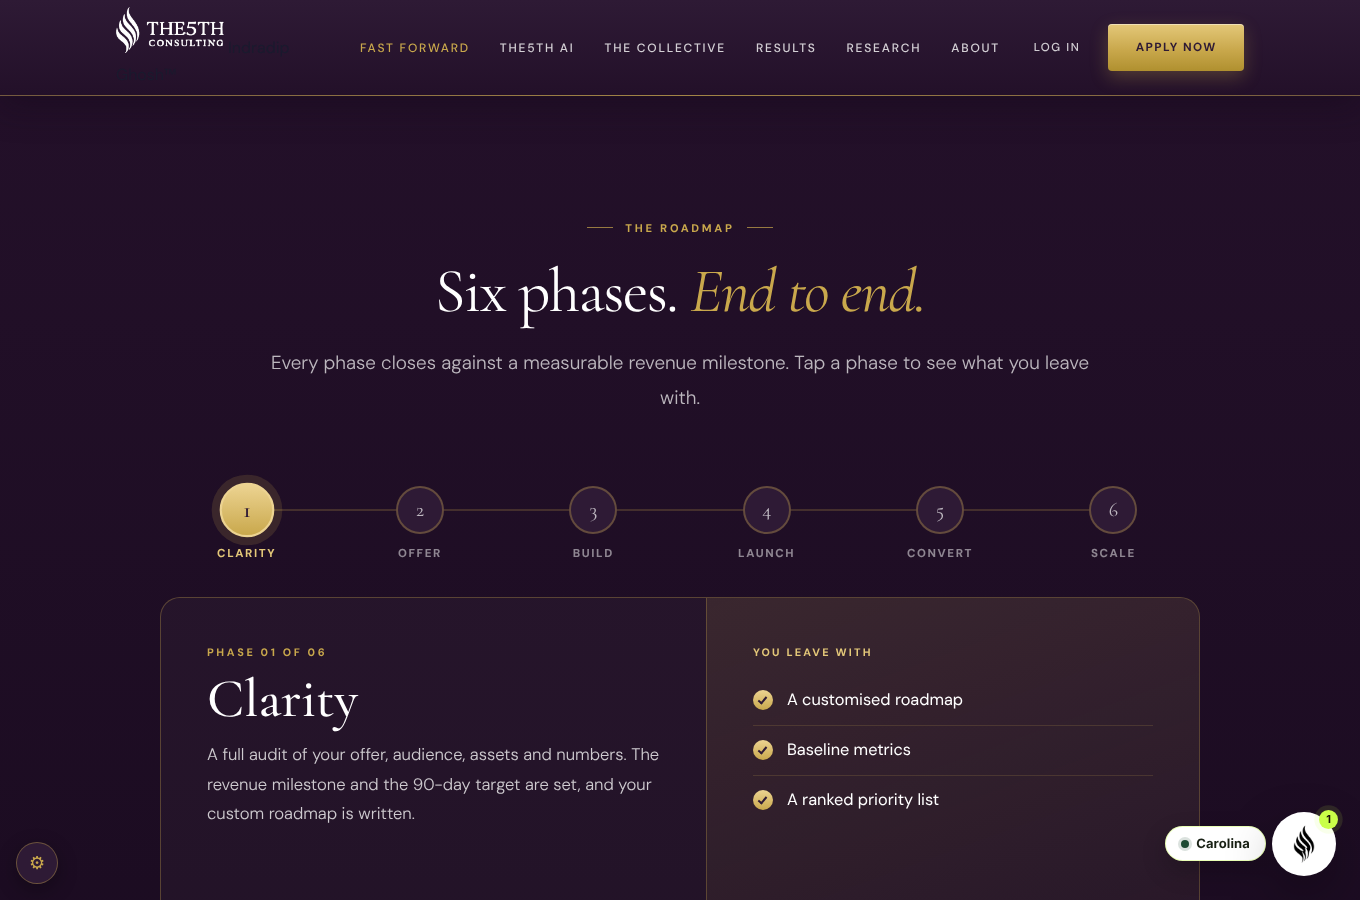 THE5TH
CONSULTING
FAST FORWARD
THE5TH AI
THE COLLECTIVE
RESULTS
RESEARCH
ABOUT
LOG IN
APPLY NOW
THE ROADMAP
Six phases. End to end.
Every phase closes against a measurable revenue milestone. Tap a phase to see what you leave
with.
1
2
3
4
5
6
CLARITY
OFFER
BUILD
LAUNCH
CONVERT
SCALE
PHASE 01 OF 06
Clarity
A full audit of your offer, audience, assets and numbers. The
revenue milestone and the 90-day target are set, and your
custom roadmap is written.
YOU LEAVE WITH
A customised roadmap
Baseline metrics
A ranked priority list
Carolina
1